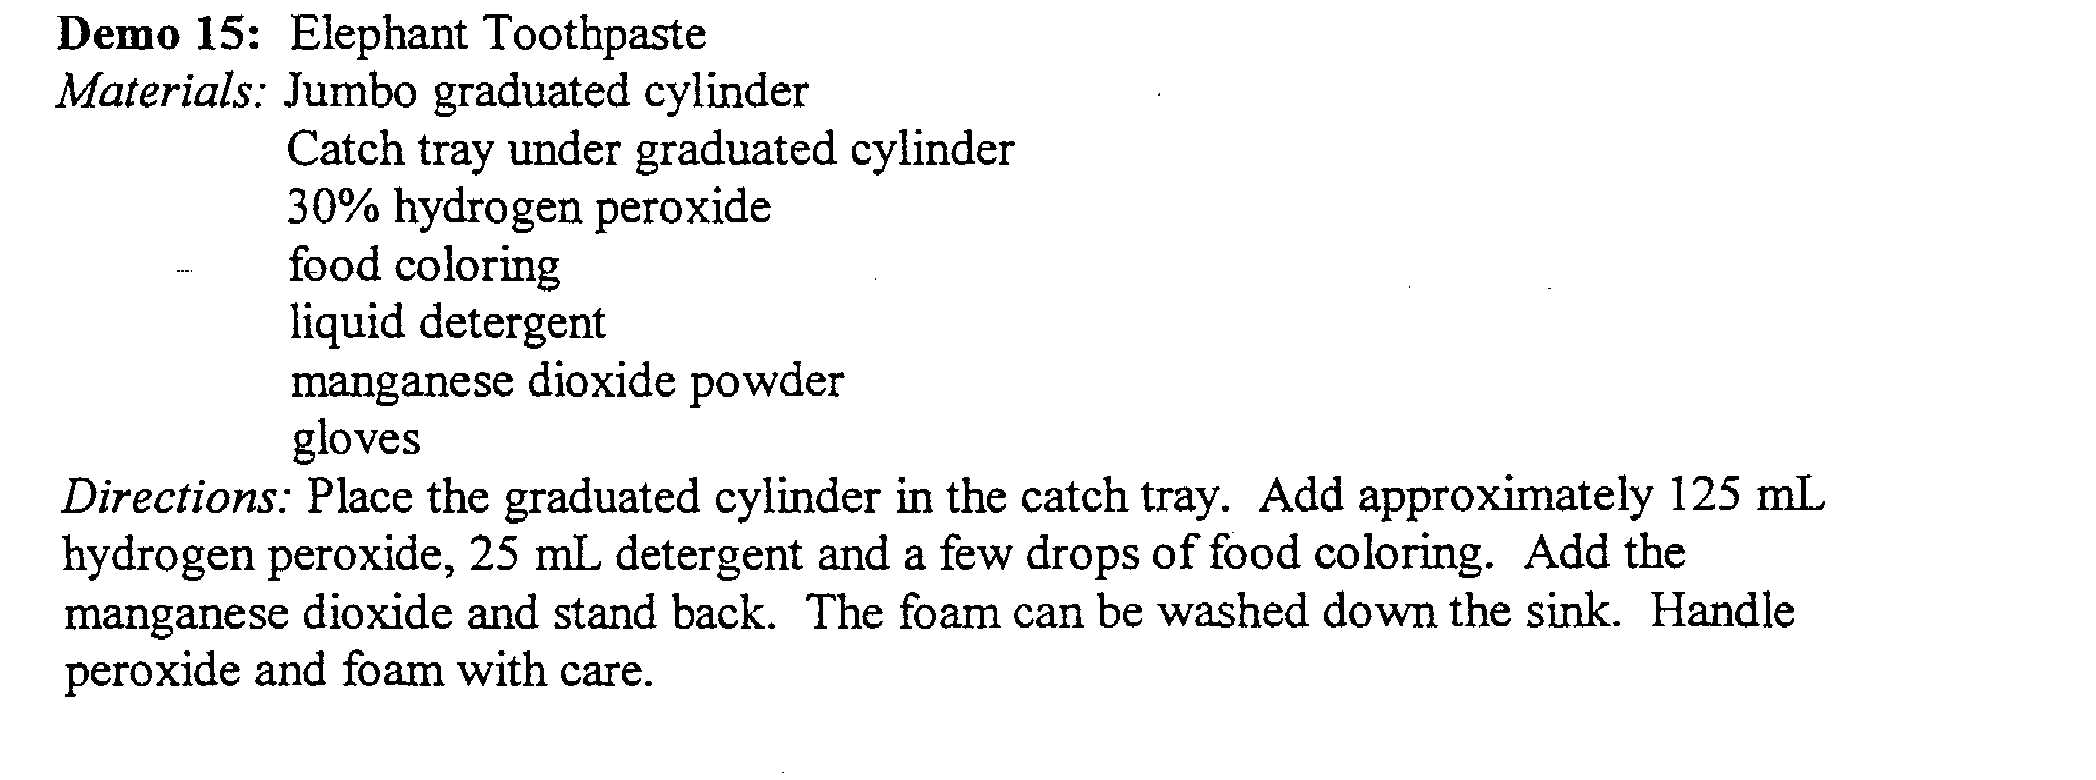 Demo 15: Elephant Toothpaste
Materials: Jumbo graduated cylinder
Catch tray under graduated cylinder
30% hydrogen peroxide
food coloring
liquid detergent
manganese dioxide powder
gloves
Directions: Place the graduated cylinder in the catch tray. Add approximately 125 mL
hydrogen peroxide, 25 mL detergent and a few drops of food coloring. Add the
manganese dioxide and stand back. The foam can be washed down the sink. Handle
peroxide and foam with care.